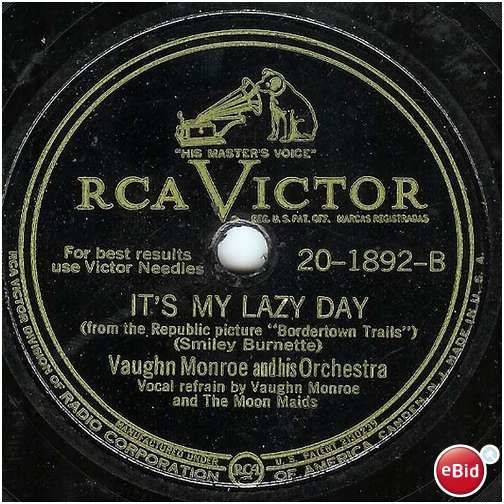 "HIS MASTER'S VOICE"
RCA VICTOR
REG. U.S. PAT. OFF. MARCAS REGISTRADAS
For best results
use Victor Needles
20-1892-B
IT'S MY LAZY DAY
(from the Republic picture "Bordertown Trails")
(Smiley Burnette)
Vaughn Monroe and his Orchestra
Vocal refrain by Vaughn Monroe
and The Moon Maids
RCA VICTOR DIVISION OF RADIO CORPORATION OF AMERICA, CAMDEN, N. J. MADE IN U.S.A.
MANUFACTURED UNDER
RCA
U.S. PATENT
eBid